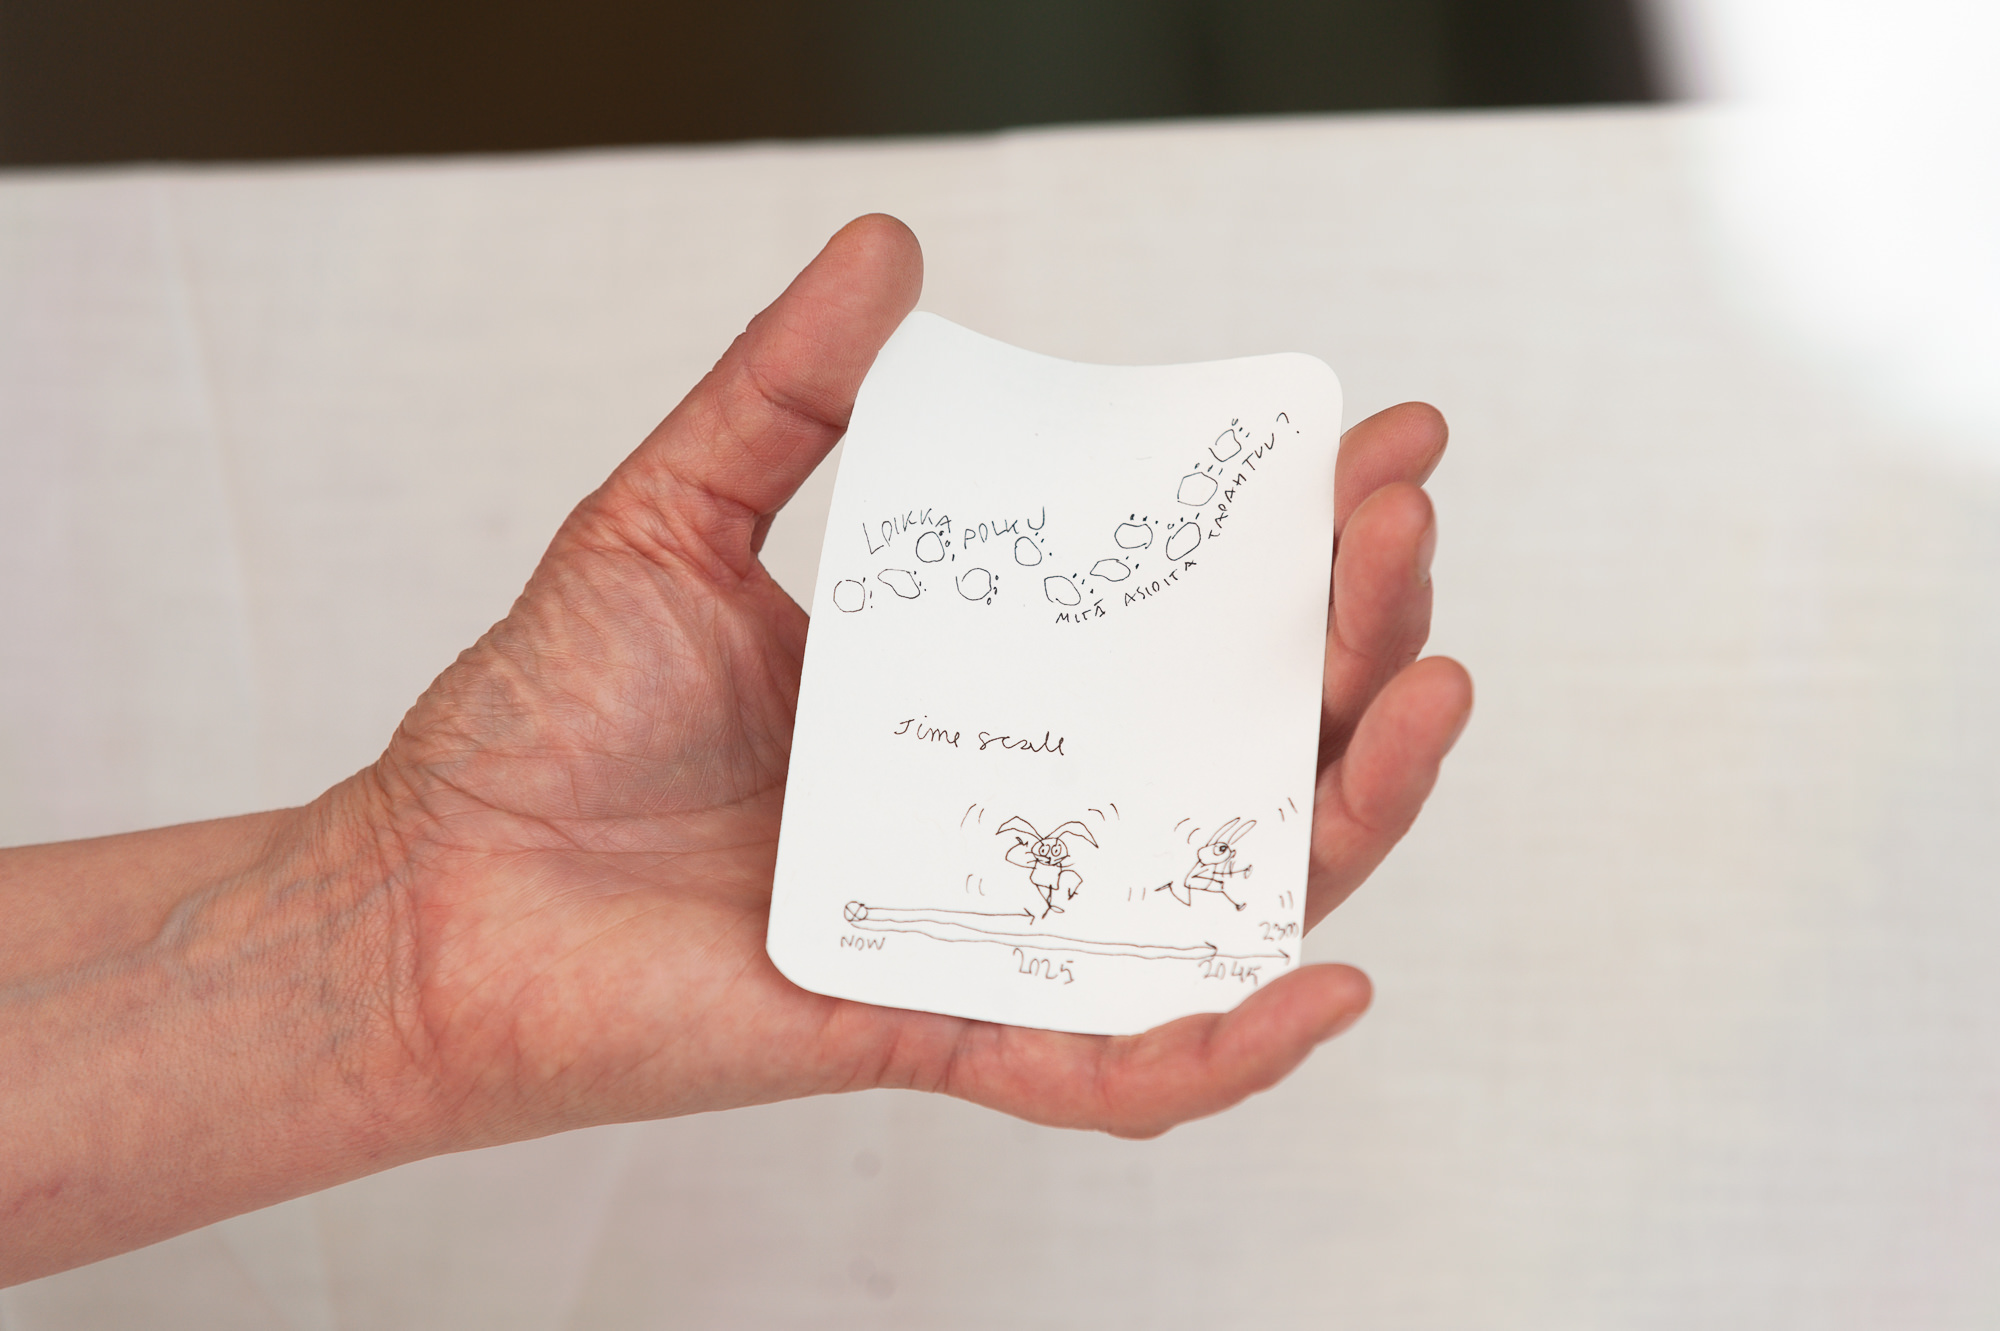 LOIKKA POLKU
MITÄ ASIOITA TAPAHTUU?
Time scale
NOW
2025
2045
2300